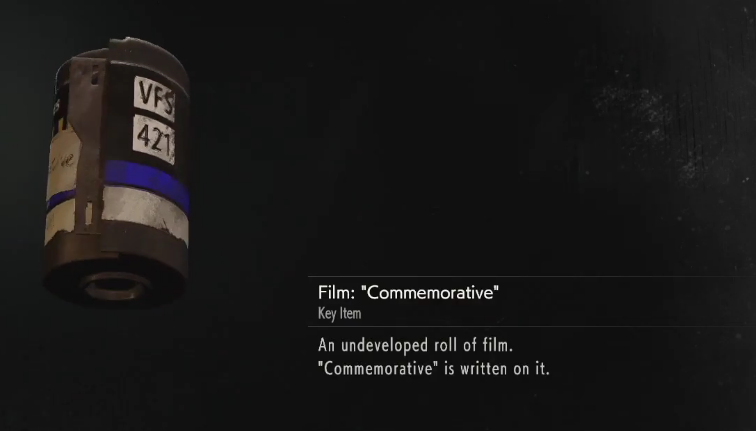 VFS
421
Film: "Commemorative"
Key Item
An undeveloped roll of film.
"Commemorative" is written on it.